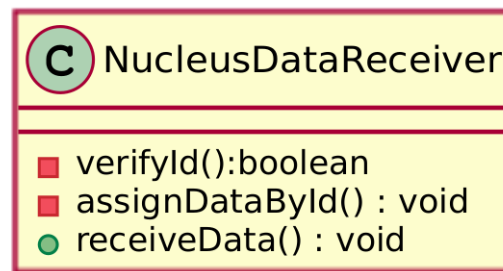 C NucleusDataReceiver
verifyId():boolean
assignDataById() : void
receiveData() : void